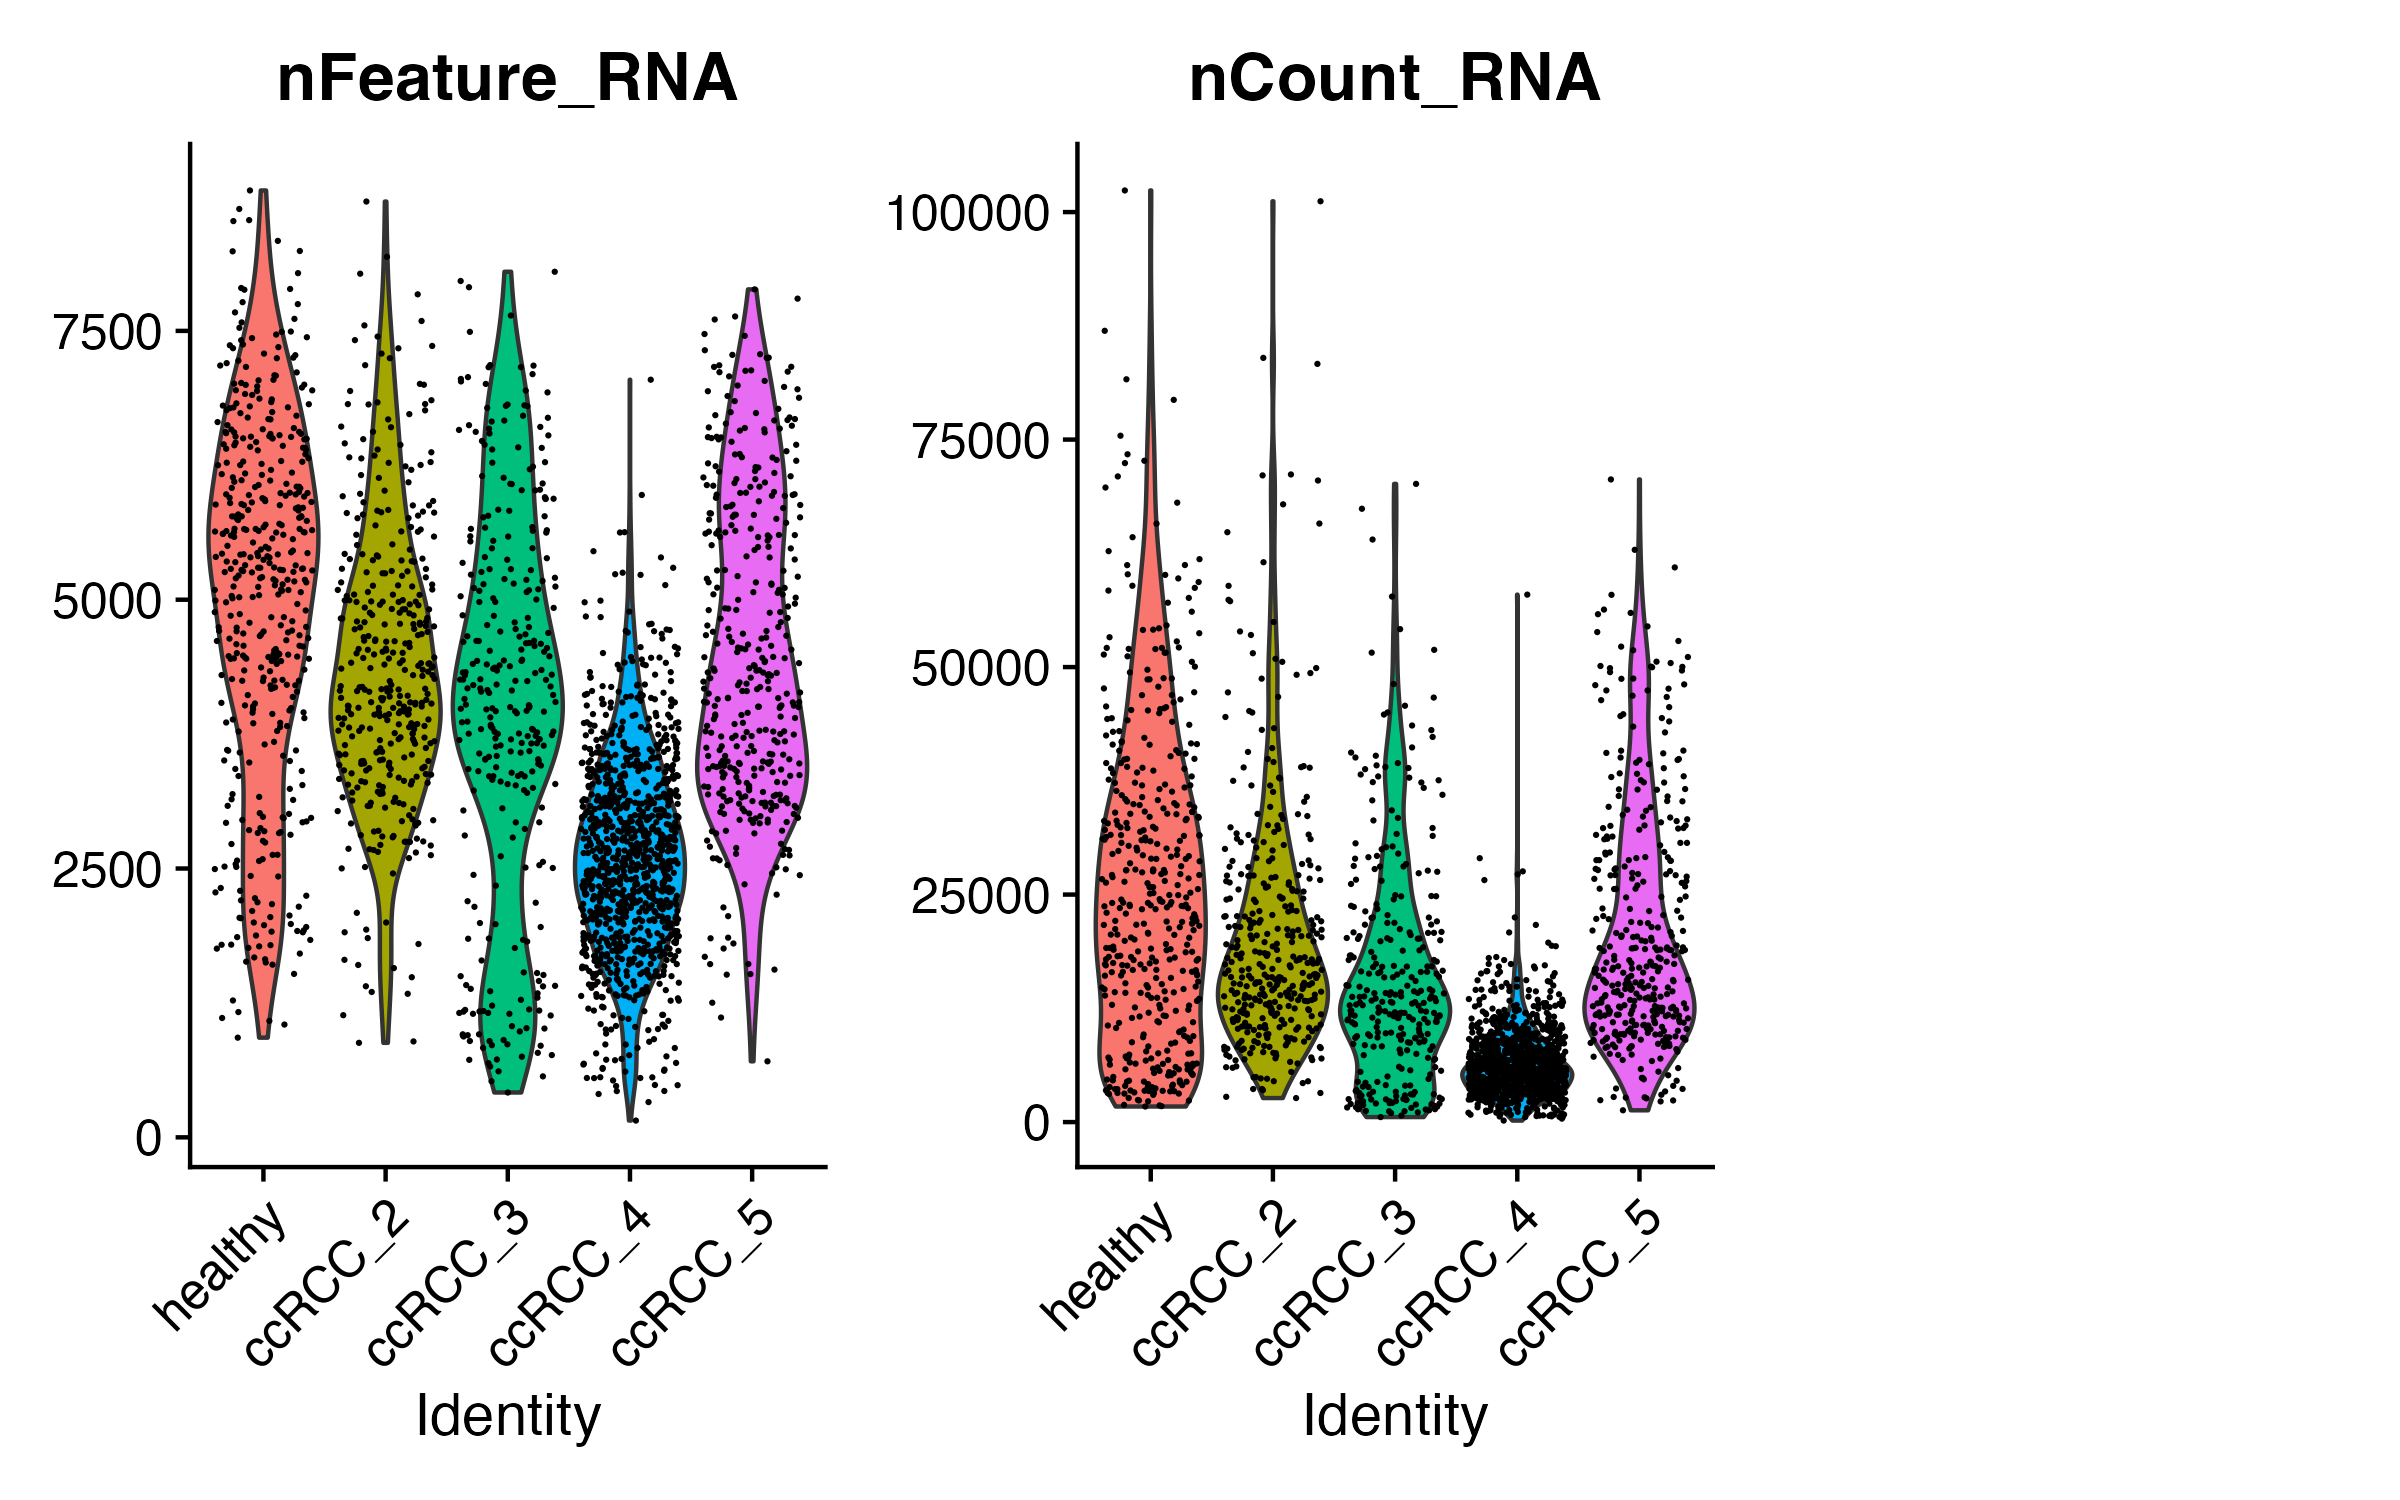 nFeature_RNA
7500
5000
2500
0
healthy
ccRCC_2
ccRCC_3
ccRCC_4
ccRCC_5
Identity
nCount_RNA
100000
75000
50000
25000
0
healthy
ccRCC_2
ccRCC_3
ccRCC_4
ccRCC_5
Identity